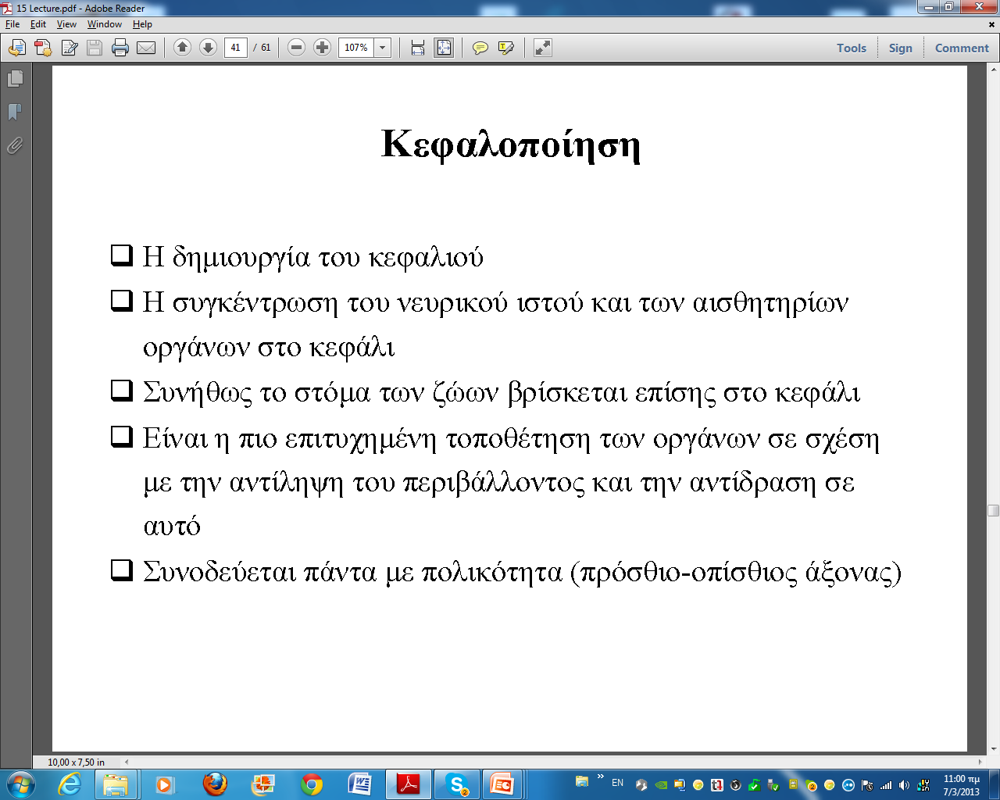 15 Lecture.pdf - Adobe Reader
File Edit View Window Help
41 / 61 107% Tools Sign Comment
Κεφαλοποίηση
Η δημιουργία του κεφαλιού
Η συγκέντρωση του νευρικού ιστού και των αισθητηρίων
οργάνων στο κεφάλι
Συνήθως το στόμα των ζώων βρίσκεται επίσης στο κεφάλι
Είναι η πιο επιτυχημένη τοποθέτηση των οργάνων σε σχέση
με την αντίληψη του περιβάλλοντος και την αντίδραση σε
αυτό
Συνοδεύεται πάντα με πολικότητα (πρόσθιο-οπίσθιος άξονας)
10,00 x 7,50 in
EN 11:00 πμ
7/3/2013